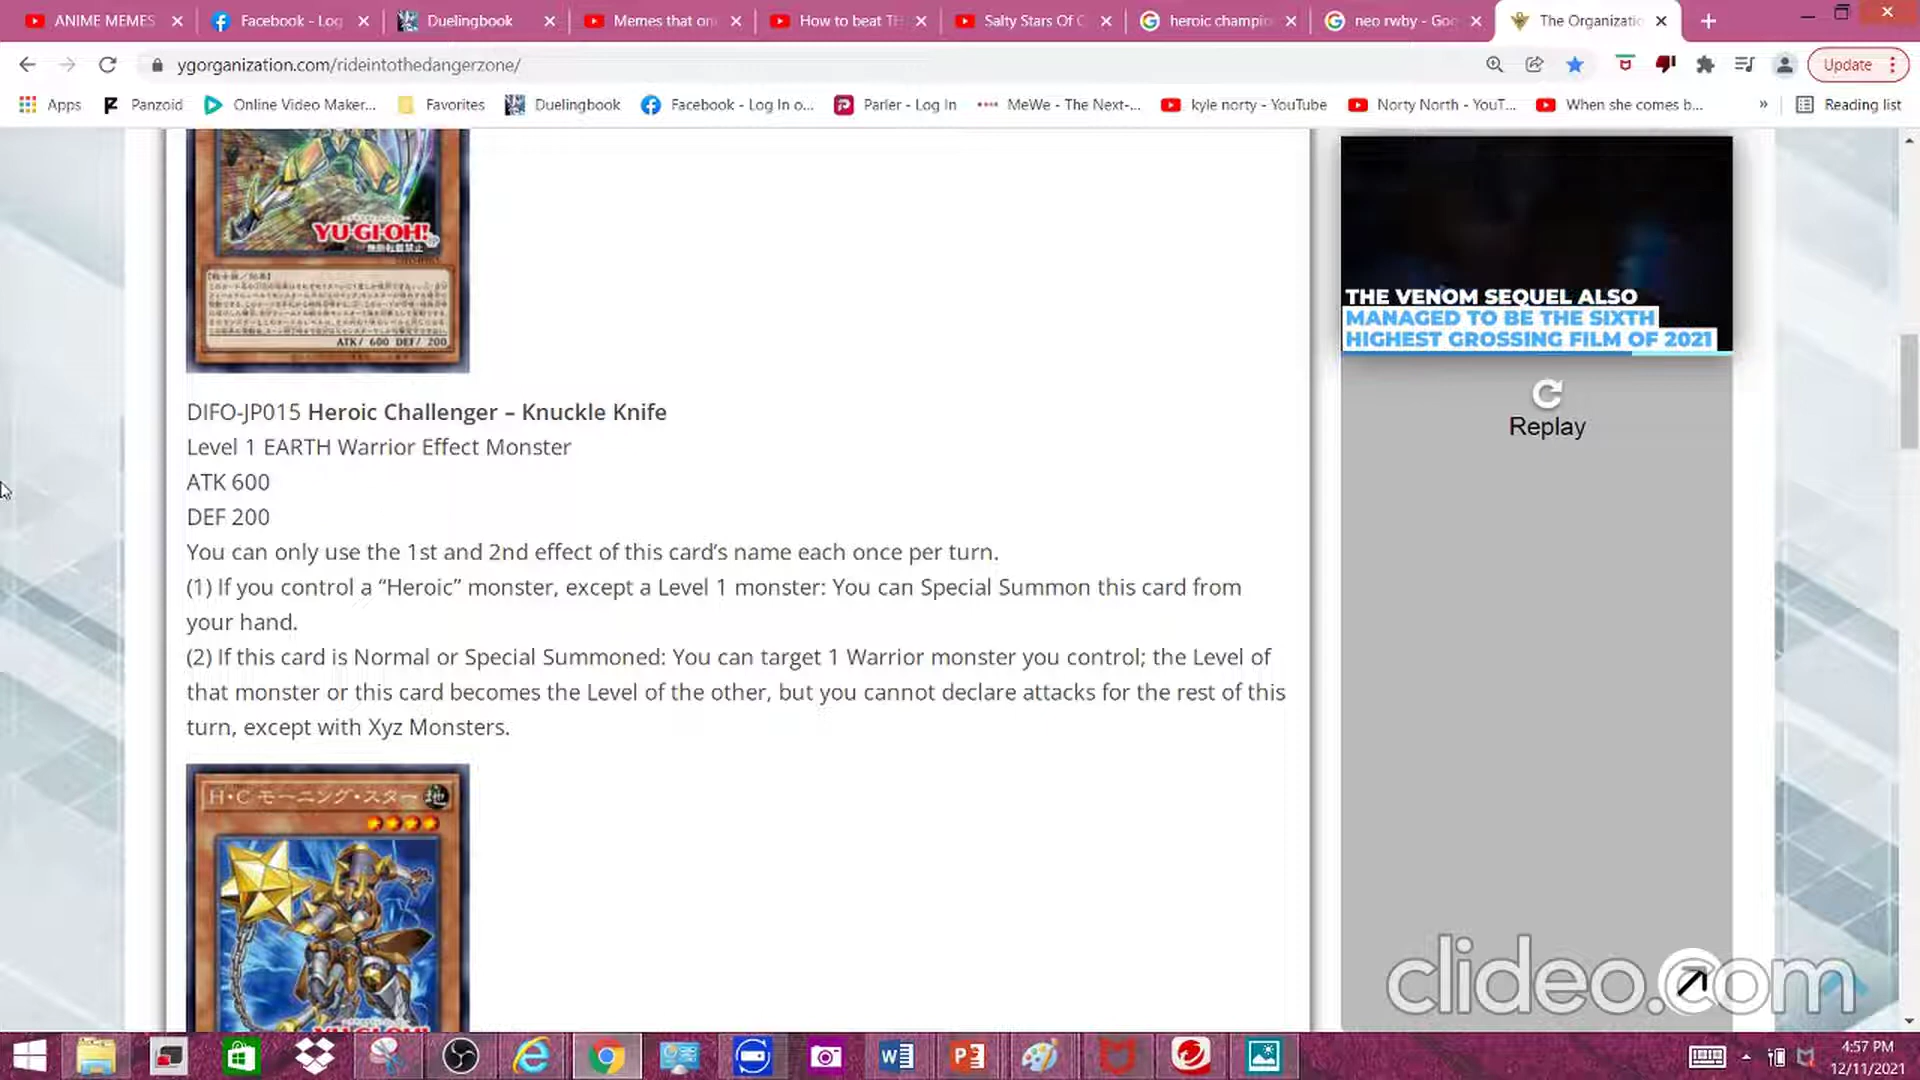 ANIME MEMES
Facebook - Log
Duelingbook
Memes that on
How to beat TH
Salty Stars Of C
heroic champio
neo rwby - Goo
The Organizatio
ygorganization.com/rideintothedangerzone/
Update
Apps
Panzoid
Online Video Maker...
Favorites
Duelingbook
Facebook - Log In o...
Parler - Log In
MeWe - The Next-...
kyle norty - YouTube
Norty North - YouT...
When she comes b...
»
Reading list
YU-GI-OH!
ATK/ 600 DEF/ 200
DIFO-JP015 Heroic Challenger – Knuckle Knife
Level 1 EARTH Warrior Effect Monster
ATK 600
DEF 200
You can only use the 1st and 2nd effect of this card’s name each once per turn.
(1) If you control a “Heroic” monster, except a Level 1 monster: You can Special Summon this card from
your hand.
(2) If this card is Normal or Special Summoned: You can target 1 Warrior monster you control; the Level of
that monster or this card becomes the Level of the other, but you cannot declare attacks for the rest of this
turn, except with Xyz Monsters.
H・C モーニング・スター 地
THE VENOM SEQUEL ALSO
MANAGED TO BE THE SIXTH
HIGHEST GROSSING FILM OF 2021
Replay
clideo.com
4:57 PM
12/11/2021